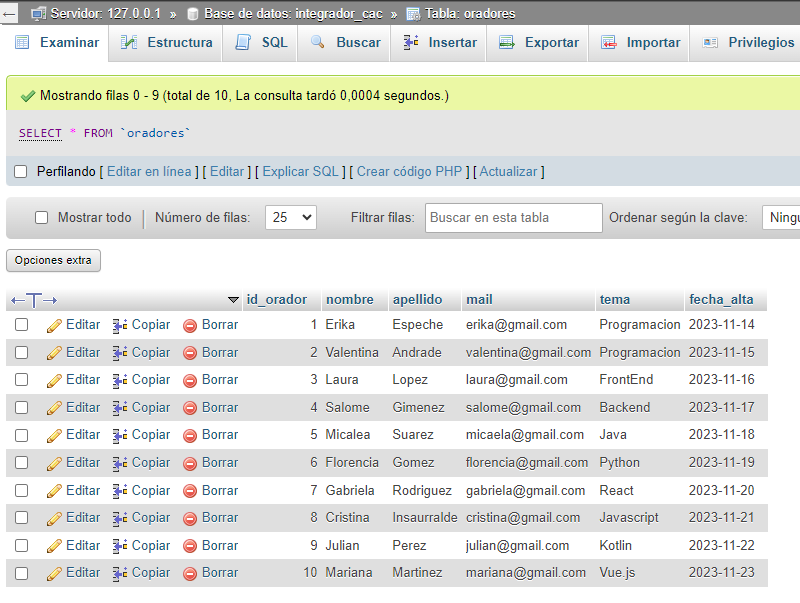 ← Servidor: 127.0.0.1 » Base de datos: integrador_cac » Tabla: oradores
Examinar Estructura SQL Buscar Insertar Exportar Importar Privilegios
Mostrando filas 0 - 9 (total de 10, La consulta tardó 0,0004 segundos.)
SELECT * FROM `oradores`
Perfilando [ Editar en línea ] [ Editar ] [ Explicar SQL ] [ Crear código PHP ] [ Actualizar ]
Mostrar todo Número de filas: 25 Filtrar filas: Buscar en esta tabla Ordenar según la clave: Ningu
Opciones extra
←T→ id_orador nombre apellido mail tema fecha_alta
Editar Copiar Borrar 1 Erika Espeche erika@gmail.com Programacion 2023-11-14
Editar Copiar Borrar 2 Valentina Andrade valentina@gmail.com Programacion 2023-11-15
Editar Copiar Borrar 3 Laura Lopez laura@gmail.com FrontEnd 2023-11-16
Editar Copiar Borrar 4 Salome Gimenez salome@gmail.com Backend 2023-11-17
Editar Copiar Borrar 5 Micalea Suarez micaela@gmail.com Java 2023-11-18
Editar Copiar Borrar 6 Florencia Gomez florencia@gmail.com Python 2023-11-19
Editar Copiar Borrar 7 Gabriela Rodriguez gabriela@gmail.com React 2023-11-20
Editar Copiar Borrar 8 Cristina Insaurralde cristina@gmail.com Javascript 2023-11-21
Editar Copiar Borrar 9 Julian Perez julian@gmail.com Kotlin 2023-11-22
Editar Copiar Borrar 10 Mariana Martinez mariana@gmail.com Vue.js 2023-11-23